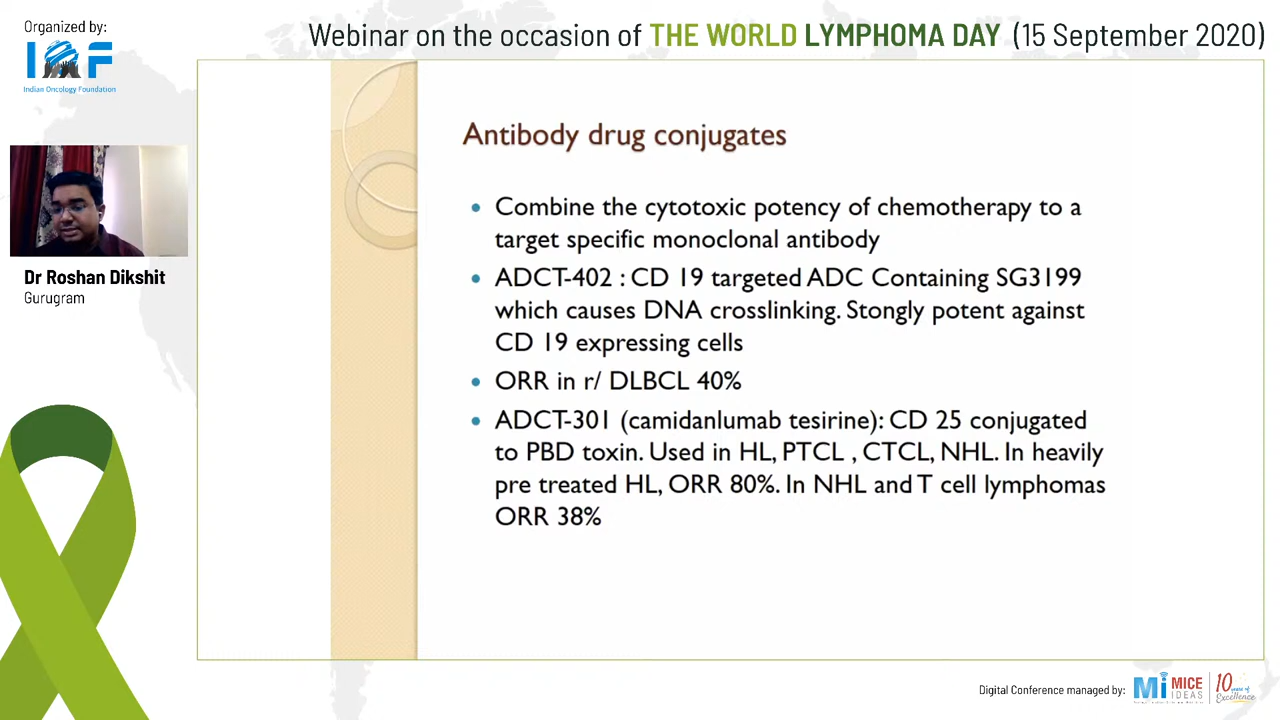 Organized by:
IOF
Indian Oncology Foundation
Webinar on the occasion of THE WORLD LYMPHOMA DAY (15 September 2020)
Dr Roshan Dikshit
Gurugram
Antibody drug conjugates
• Combine the cytotoxic potency of chemotherapy to a
target specific monoclonal antibody
• ADCT-402 : CD 19 targeted ADC Containing SG3199
which causes DNA crosslinking. Stongly potent against
CD 19 expressing cells
• ORR in r/ DLBCL 40%
• ADCT-301 (camidanlumab tesirine): CD 25 conjugated
to PBD toxin. Used in HL, PTCL , CTCL, NHL. In heavily
pre treated HL, ORR 80%. In NHL and T cell lymphomas
ORR 38%
Digital Conference managed by:
Mi MICE
IDEAS
10 years of
Excellence